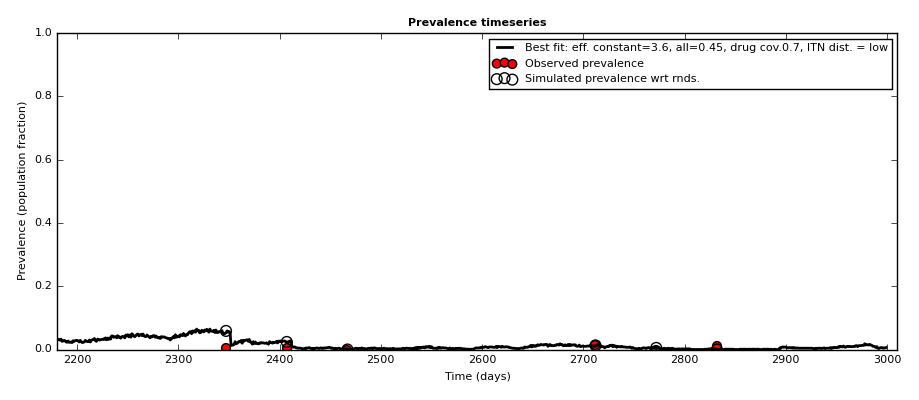 Prevalence timeseries
Best fit: eff. constant=3.6, all=0.45, drug cov.0.7, ITN dist. = low
Observed prevalence
Simulated prevalence wrt rnds.
Prevalence (population fraction)
1.0
0.8
0.6
0.4
0.2
0.0
2200 2300 2400 2500 2600 2700 2800 2900 3000
Time (days)